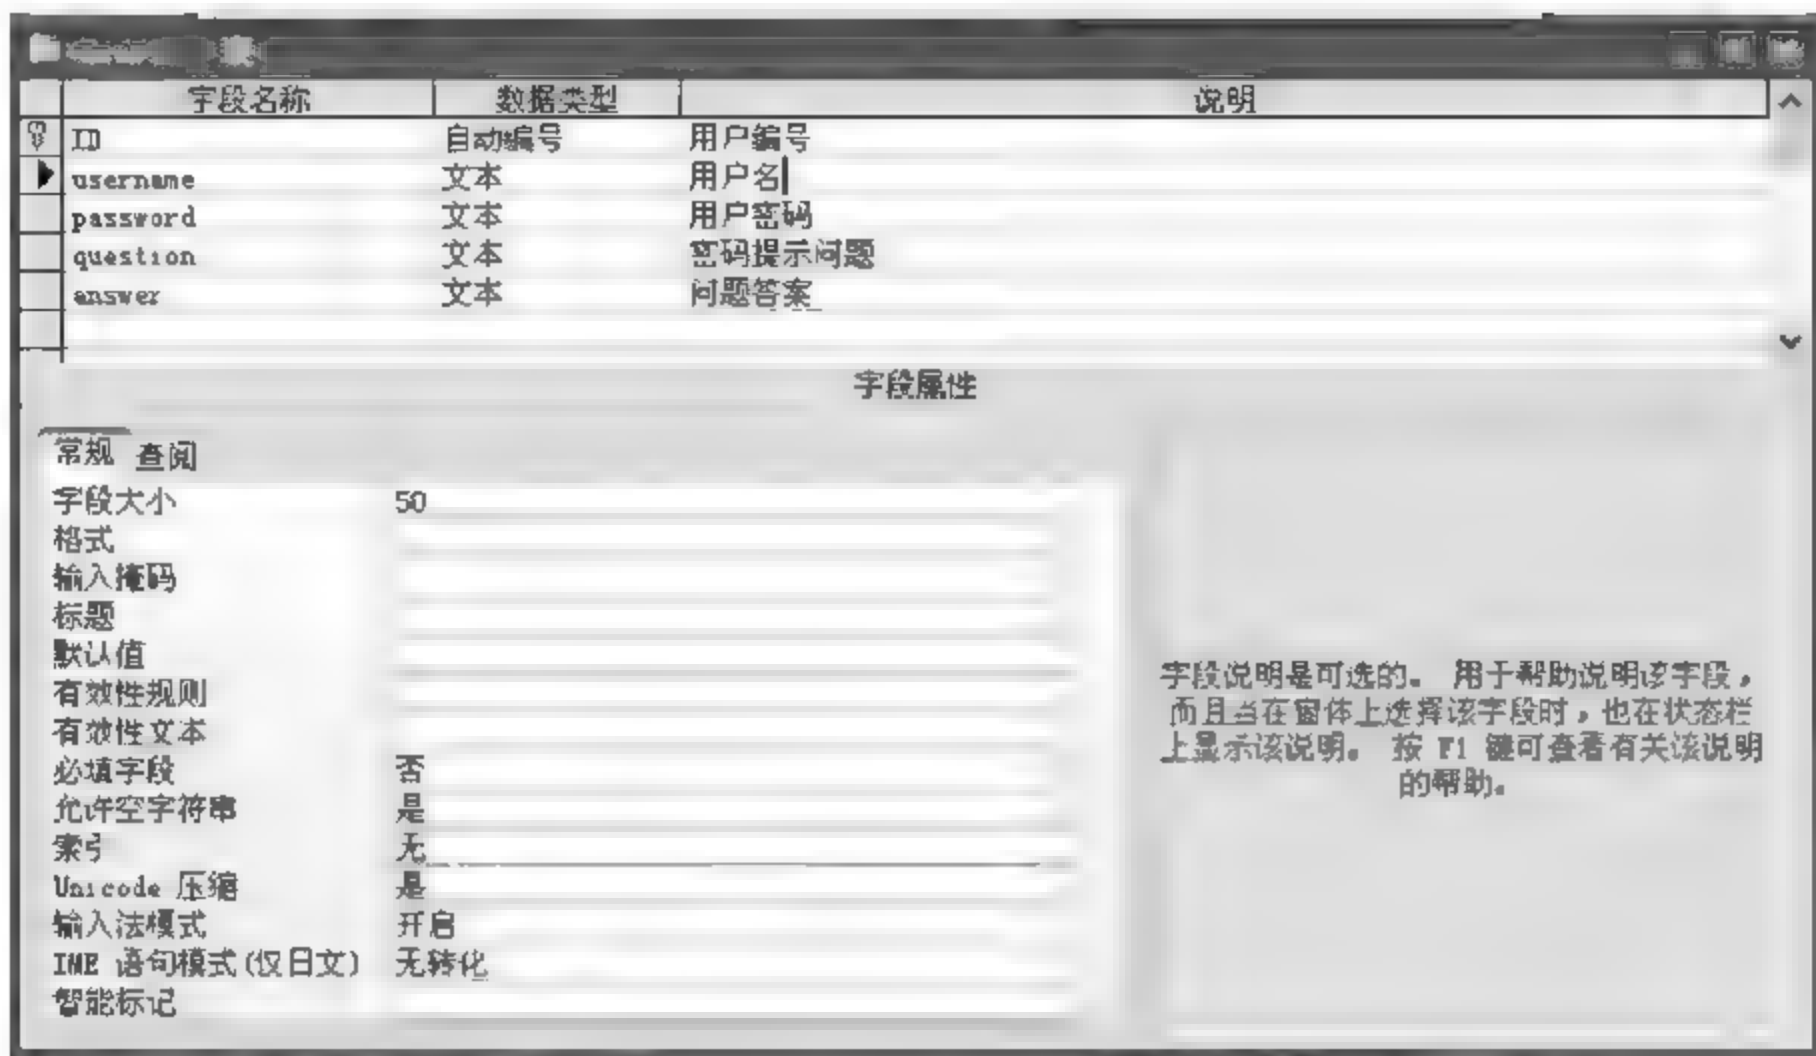 字段名称 数据类型 说明
ID 自动编号 用户编号
username 文本 用户名
password 文本 用户密码
question 文本 密码提示问题
answer 文本 问题答案
字段属性
常规 查阅
字段大小 50
格式
输入掩码
标题
默认值
有效性规则
有效性文本
必填字段 否
允许空字符串 是
索引 无
Unicode 压缩 是
输入法模式 开启
IME 语句模式(仅日文) 无转化
智能标记
字段说明是可选的。 用于帮助说明该字段,
而且当在窗体上选择该字段时,也在状态栏
上显示该说明。 按 F1 键可查看有关该说明
的帮助。